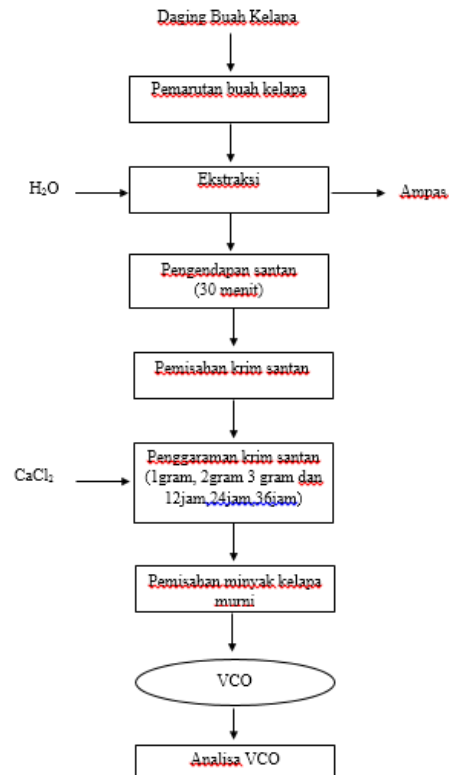 Daging Buah Kelapa
Pemarutan buah kelapa
H₂O
Ekstraksi
Ampas
Pengendapan santan
(30 menit)
Pemisahan krim santan
CaCl₂
Penggaraman krim santan
(1gram, 2gram 3 gram dan
12jam,24jam,36jam)
Pemisahan minyak kelapa
murni
VCO
Analisa VCO